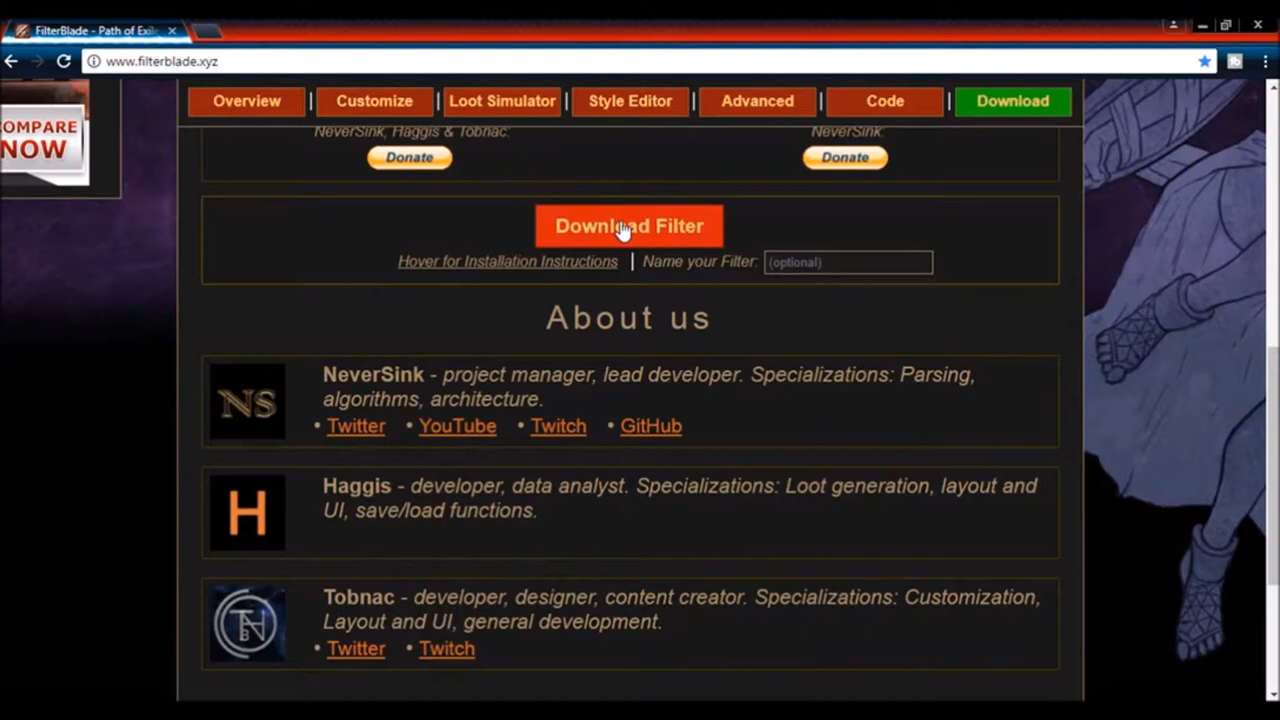 FilterBlade - Path of Exile
www.filterblade.xyz
Overview | Customize | Loot Simulator | Style Editor | Advanced | Code | Download
COMPARE
NOW
NeverSink, Haggis & Tobnac: NeverSink:
Donate Donate
Download Filter
Hover for Installation Instructions | Name your Filter: (optional)
About us
NS
NeverSink - project manager, lead developer. Specializations: Parsing,
algorithms, architecture.
• Twitter • YouTube • Twitch • GitHub
H
Haggis - developer, data analyst. Specializations: Loot generation, layout and
UI, save/load functions.
Tobnac - developer, designer, content creator. Specializations: Customization,
Layout and UI, general development.
• Twitter • Twitch